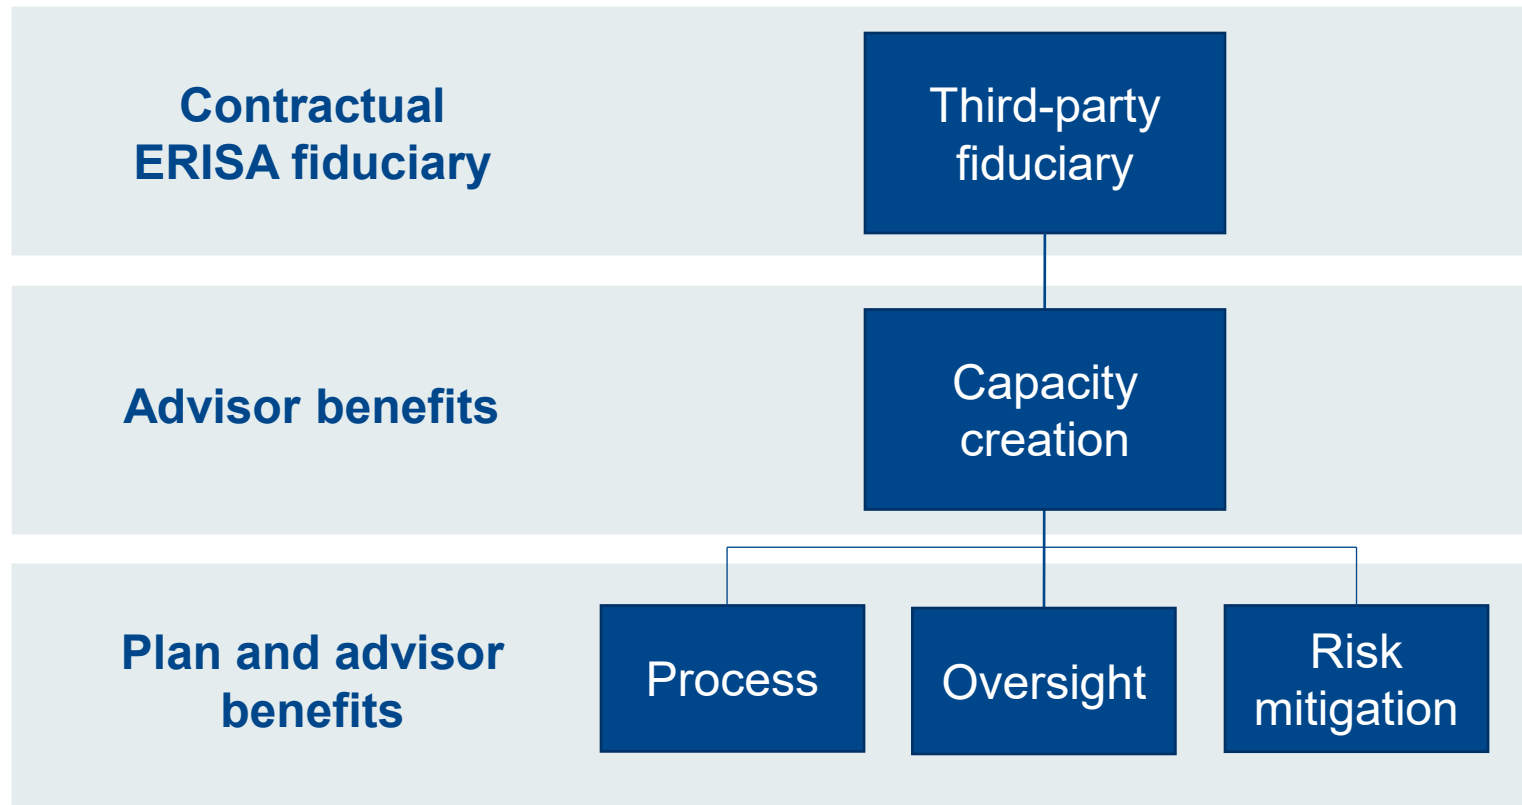 Contractual
ERISA fiduciary
Third-party
fiduciary
Advisor benefits
Capacity
creation
Plan and advisor
benefits
Process
Oversight
Risk
mitigation